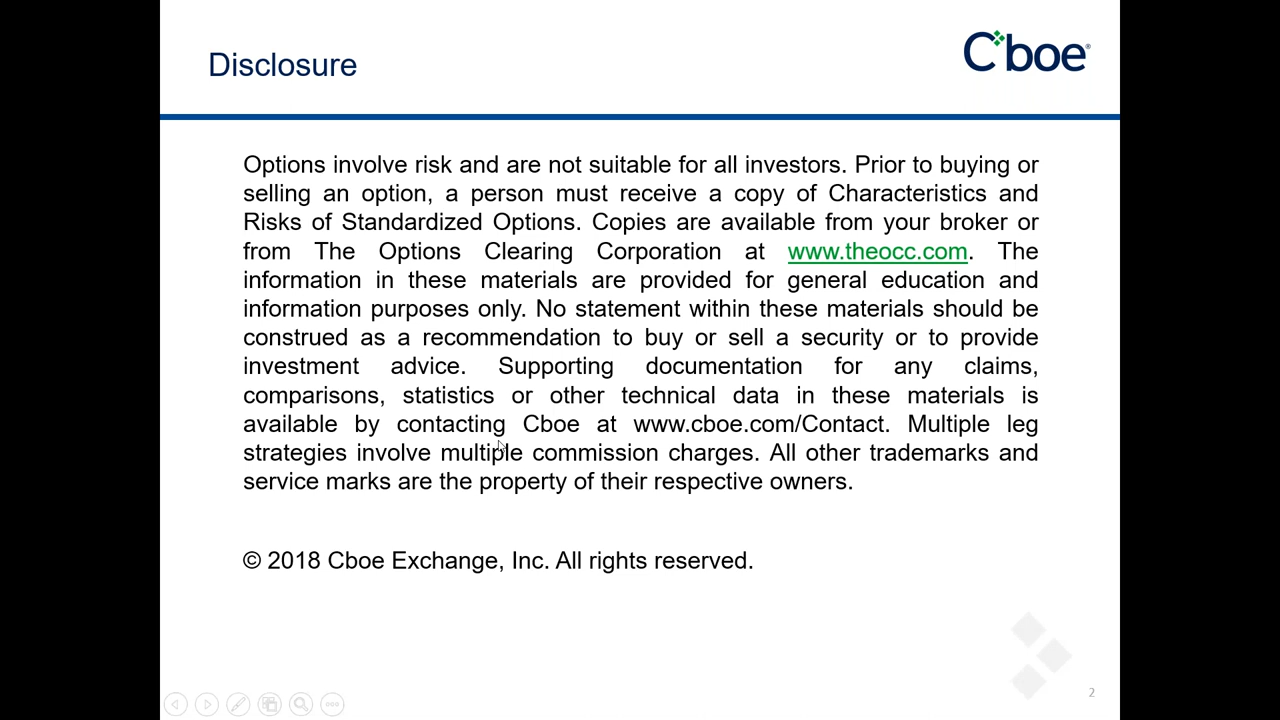 Disclosure
Cboe®
Options involve risk and are not suitable for all investors. Prior to buying or
selling an option, a person must receive a copy of Characteristics and
Risks of Standardized Options. Copies are available from your broker or
from The Options Clearing Corporation at www.theocc.com. The
information in these materials are provided for general education and
information purposes only. No statement within these materials should be
construed as a recommendation to buy or sell a security or to provide
investment advice. Supporting documentation for any claims,
comparisons, statistics or other technical data in these materials is
available by contacting Cboe at www.cboe.com/Contact. Multiple leg
strategies involve multiple commission charges. All other trademarks and
service marks are the property of their respective owners.
© 2018 Cboe Exchange, Inc. All rights reserved.
2